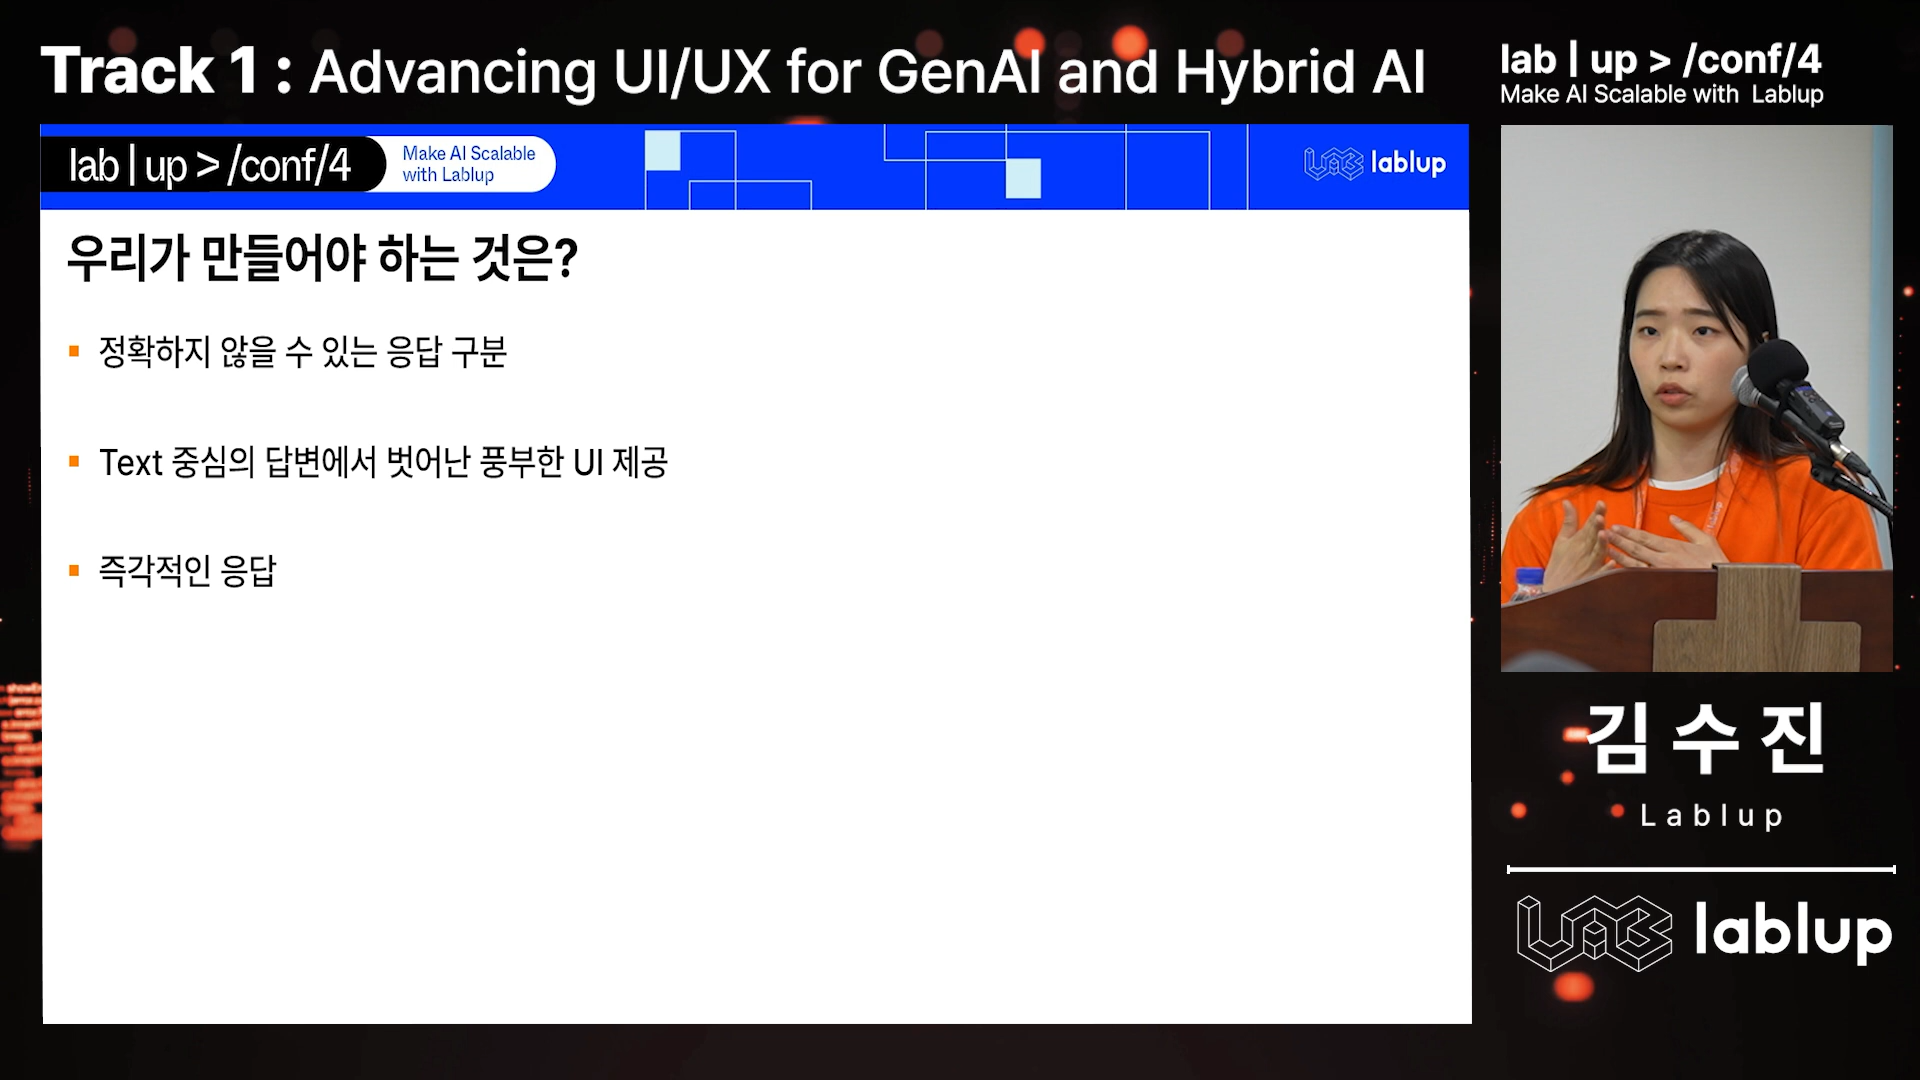 Track 1 : Advancing UI/UX for GenAI and Hybrid AI
lab | up > /conf/4
Make AI Scalable with Lablup
lab | up > /conf/4
Make AI Scalable
with Lablup
lablup
우리가 만들어야 하는 것은?
정확하지 않을 수 있는 응답 구분
Text 중심의 답변에서 벗어난 풍부한 UI 제공
즉각적인 응답
김수진
Lablup
lablup